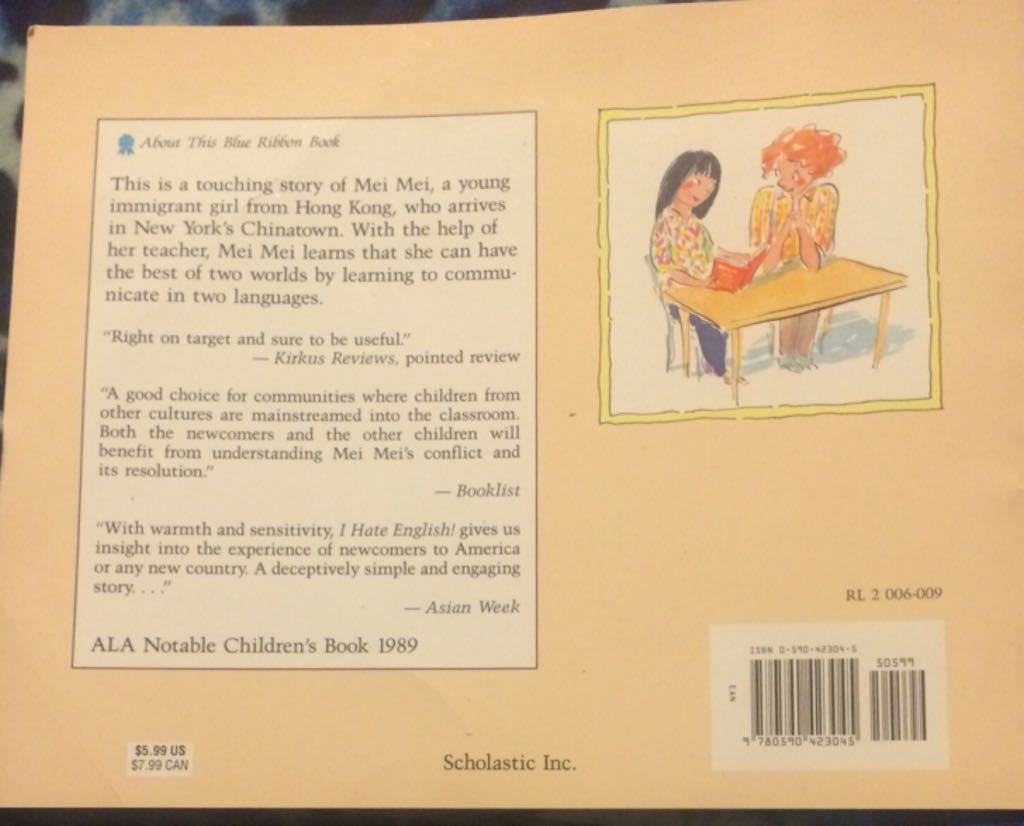 About This Blue Ribbon Book
This is a touching story of Mei Mei, a young
immigrant girl from Hong Kong, who arrives
in New York's Chinatown. With the help of
her teacher, Mei Mei learns that she can have
the best of two worlds by learning to commu-
nicate in two languages.
"Right on target and sure to be useful."
— Kirkus Reviews, pointed review
"A good choice for communities where children from
other cultures are mainstreamed into the classroom.
Both the newcomers and the other children will
benefit from understanding Mei Mei's conflict and
its resolution."
— Booklist
"With warmth and sensitivity, I Hate English! gives us
insight into the experience of newcomers to America
or any new country. A deceptively simple and engaging
story. . . ."
— Asian Week
ALA Notable Children's Book 1989
RL 2 006-009
ISBN 0-590-42304-5
50599
EAN
9 780590 423045
$5.99 US
$7.99 CAN
Scholastic Inc.